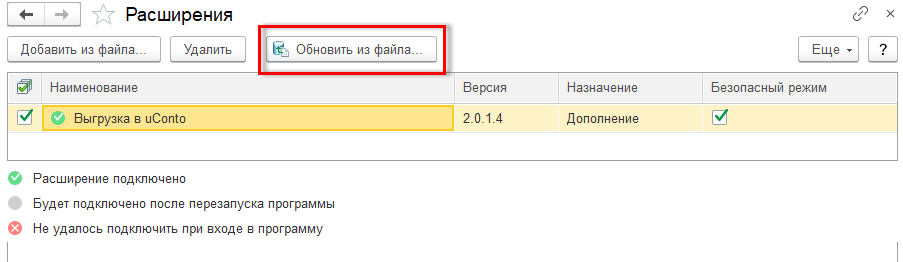 Расширения
Добавить из файла... Удалить Обновить из файла... Еще ?
Наименование Версия Назначение Безопасный режим
Выгрузка в uConto 2.0.1.4 Дополнение
Расширение подключено
Будет подключено после перезапуска программы
Не удалось подключить при входе в программу